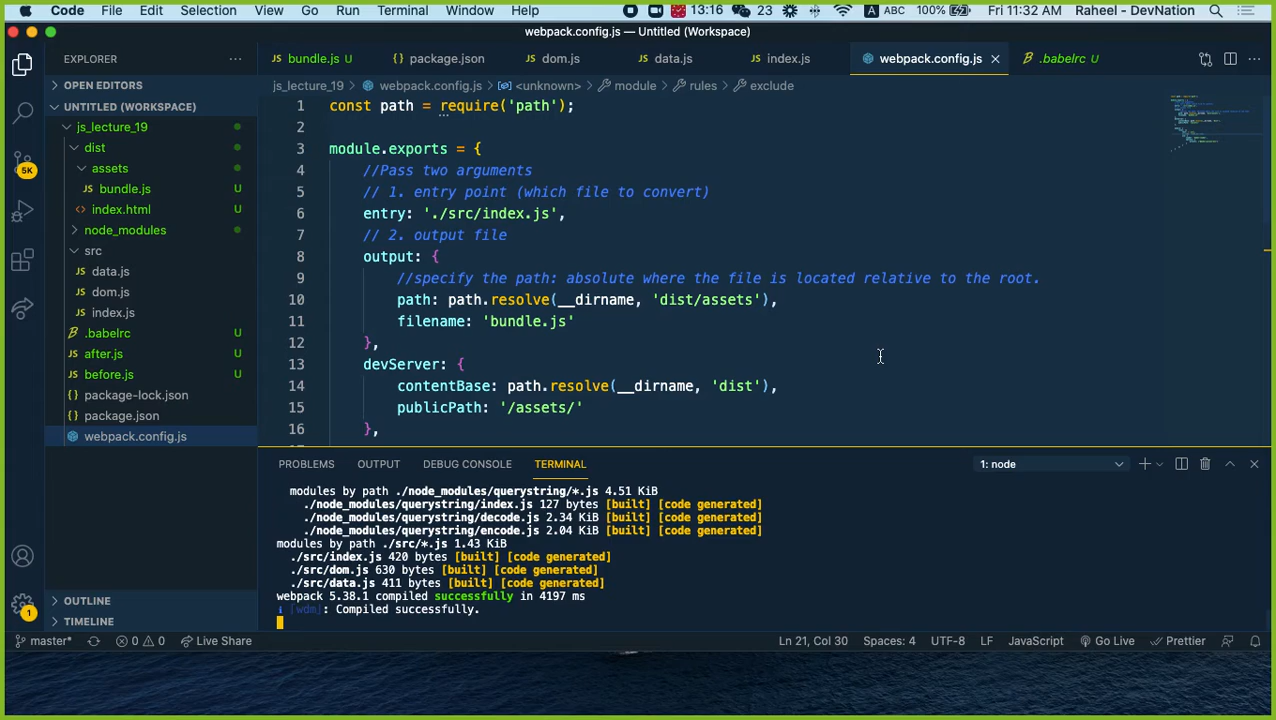 Code File Edit Selection View Go Run Terminal Window Help 13:16 23 A ABC 100% Fri 11:32 AM Raheel - DevNation
webpack.config.js — Untitled (Workspace)
EXPLORER
bundle.js U
package.json
dom.js
data.js
index.js
webpack.config.js
.babelrc U
OPEN EDITORS
js_lecture_19 > webpack.config.js > <unknown> > module > rules > exclude
UNTITLED (WORKSPACE)
js_lecture_19
dist
assets
bundle.js U
index.html U
node_modules
src
data.js
dom.js
index.js
.babelrc U
after.js U
before.js U
package-lock.json
package.json
webpack.config.js
OUTLINE
TIMELINE
5K
1
1 const path = require('path');
2
3 module.exports = {
4 //Pass two arguments
5 // 1. entry point (which file to convert)
6 entry: './src/index.js',
7 // 2. output file
8 output: {
9 //specify the path: absolute where the file is located relative to the root.
10 path: path.resolve(__dirname, 'dist/assets'),
11 filename: 'bundle.js'
12 },
13 devServer: {
14 contentBase: path.resolve(__dirname, 'dist'),
15 publicPath: '/assets/'
16 },
PROBLEMS OUTPUT DEBUG CONSOLE TERMINAL 1: node
modules by path ./node_modules/querystring/*.js 4.51 KiB
./node_modules/querystring/index.js 127 bytes [built] [code generated]
./node_modules/querystring/decode.js 2.34 KiB [built] [code generated]
./node_modules/querystring/encode.js 2.04 KiB [built] [code generated]
modules by path ./src/*.js 1.43 KiB
./src/index.js 420 bytes [built] [code generated]
./src/dom.js 630 bytes [built] [code generated]
./src/data.js 411 bytes [built] [code generated]
webpack 5.38.1 compiled successfully in 4197 ms
i [wdm]: Compiled successfully.
master* 0 0 Live Share Ln 21, Col 30 Spaces: 4 UTF-8 LF JavaScript Go Live Prettier